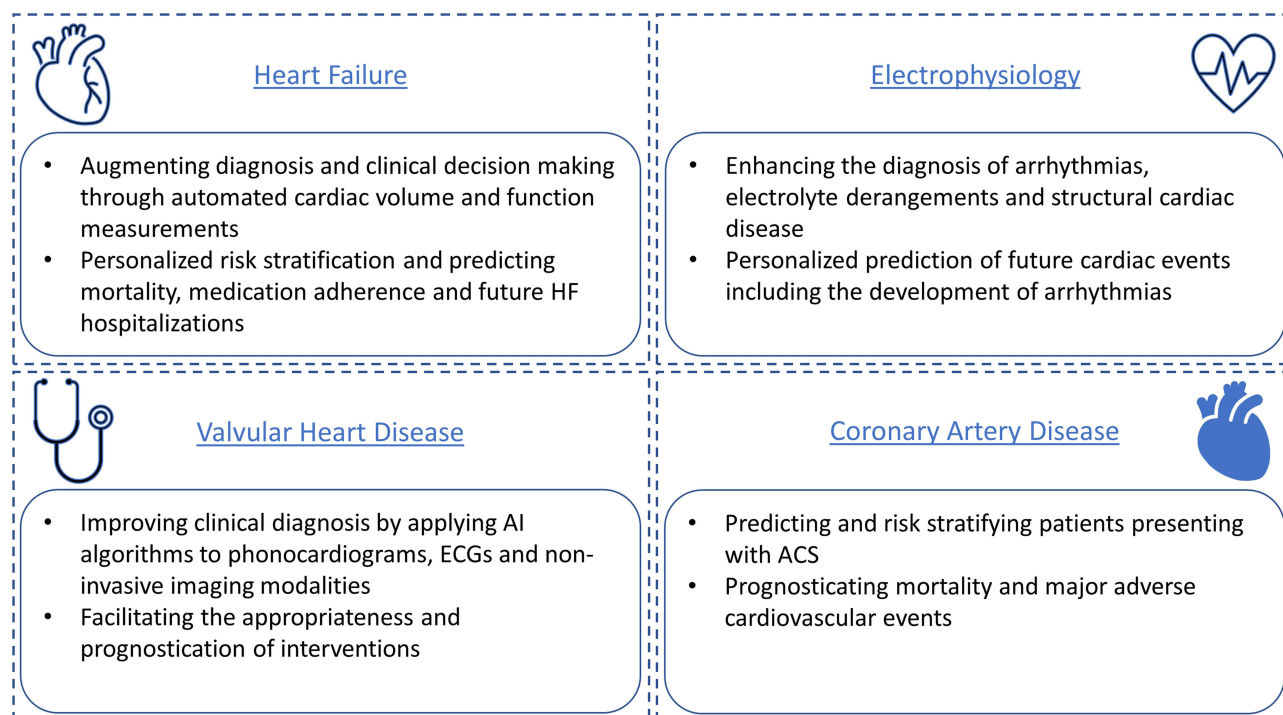 Heart Failure
• Augmenting diagnosis and clinical decision making
through automated cardiac volume and function
measurements
• Personalized risk stratification and predicting
mortality, medication adherence and future HF
hospitalizations
Electrophysiology
• Enhancing the diagnosis of arrhythmias,
electrolyte derangements and structural cardiac
disease
• Personalized prediction of future cardiac events
including the development of arrhythmias
Valvular Heart Disease
• Improving clinical diagnosis by applying AI
algorithms to phonocardiograms, ECGs and non-
invasive imaging modalities
• Facilitating the appropriateness and
prognostication of interventions
Coronary Artery Disease
• Predicting and risk stratifying patients presenting
with ACS
• Prognosticating mortality and major adverse
cardiovascular events